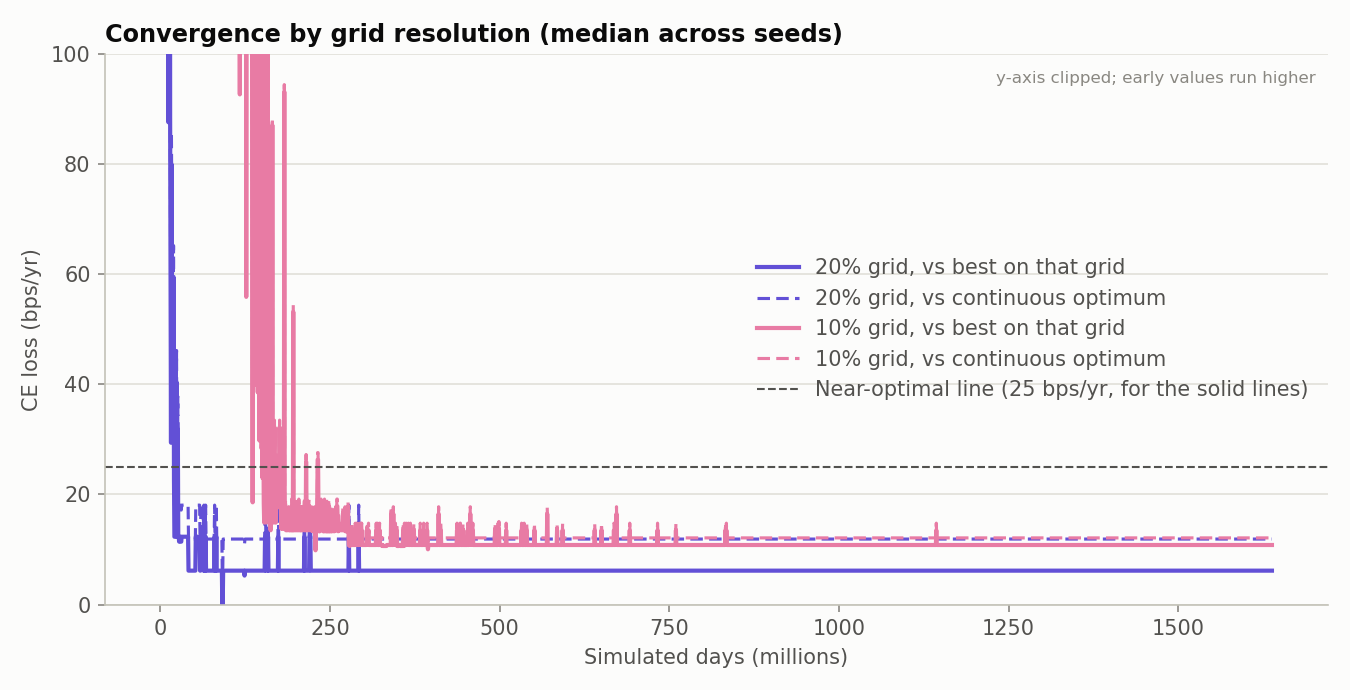 Convergence by grid resolution (median across seeds)
100
y-axis clipped; early values run higher
80
60
40
20
0
CE loss (bps/yr)
20% grid, vs best on that grid
20% grid, vs continuous optimum
10% grid, vs best on that grid
10% grid, vs continuous optimum
Near-optimal line (25 bps/yr, for the solid lines)
0 250 500 750 1000 1250 1500
Simulated days (millions)